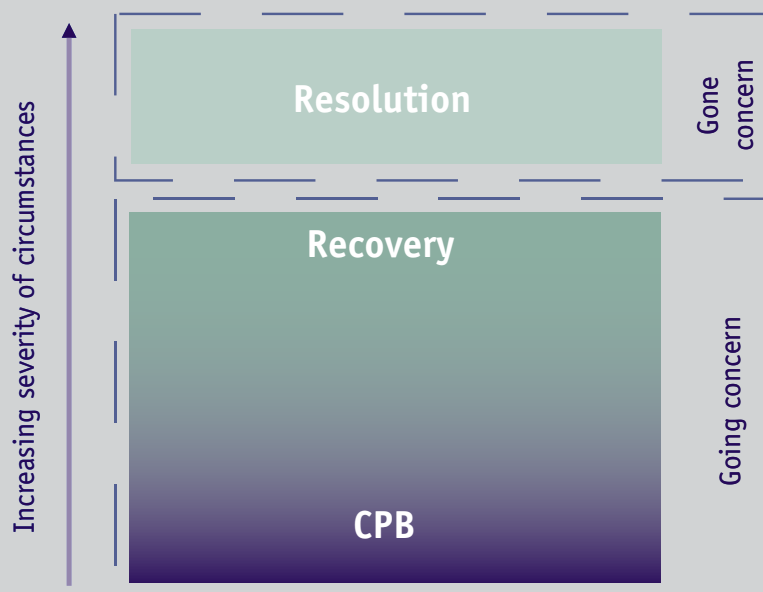 Increasing severity of circumstances
Resolution
Gone
concern
Recovery
CPB
Going concern